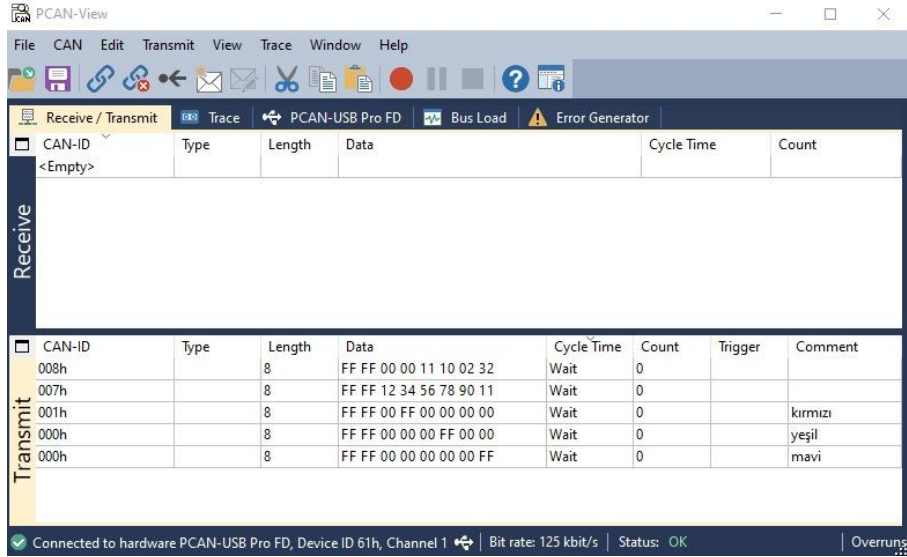 PCAN-View
File CAN Edit Transmit View Trace Window Help
Receive / Transmit Trace PCAN-USB Pro FD Bus Load Error Generator
CAN-ID Type Length Data Cycle Time Count
<Empty>
Receive
CAN-ID Type Length Data Cycle Time Count Trigger Comment
008h 8 FF FF 00 00 11 10 02 32 Wait 0
007h 8 FF FF 12 34 56 78 90 11 Wait 0
001h 8 FF FF 00 FF 00 00 00 00 Wait 0 kırmızı
000h 8 FF FF 00 00 00 FF 00 00 Wait 0 yeşil
000h 8 FF FF 00 00 00 00 00 FF Wait 0 mavi
Transmit
Connected to hardware PCAN-USB Pro FD, Device ID 61h, Channel 1 Bit rate: 125 kbit/s Status: OK Overruns